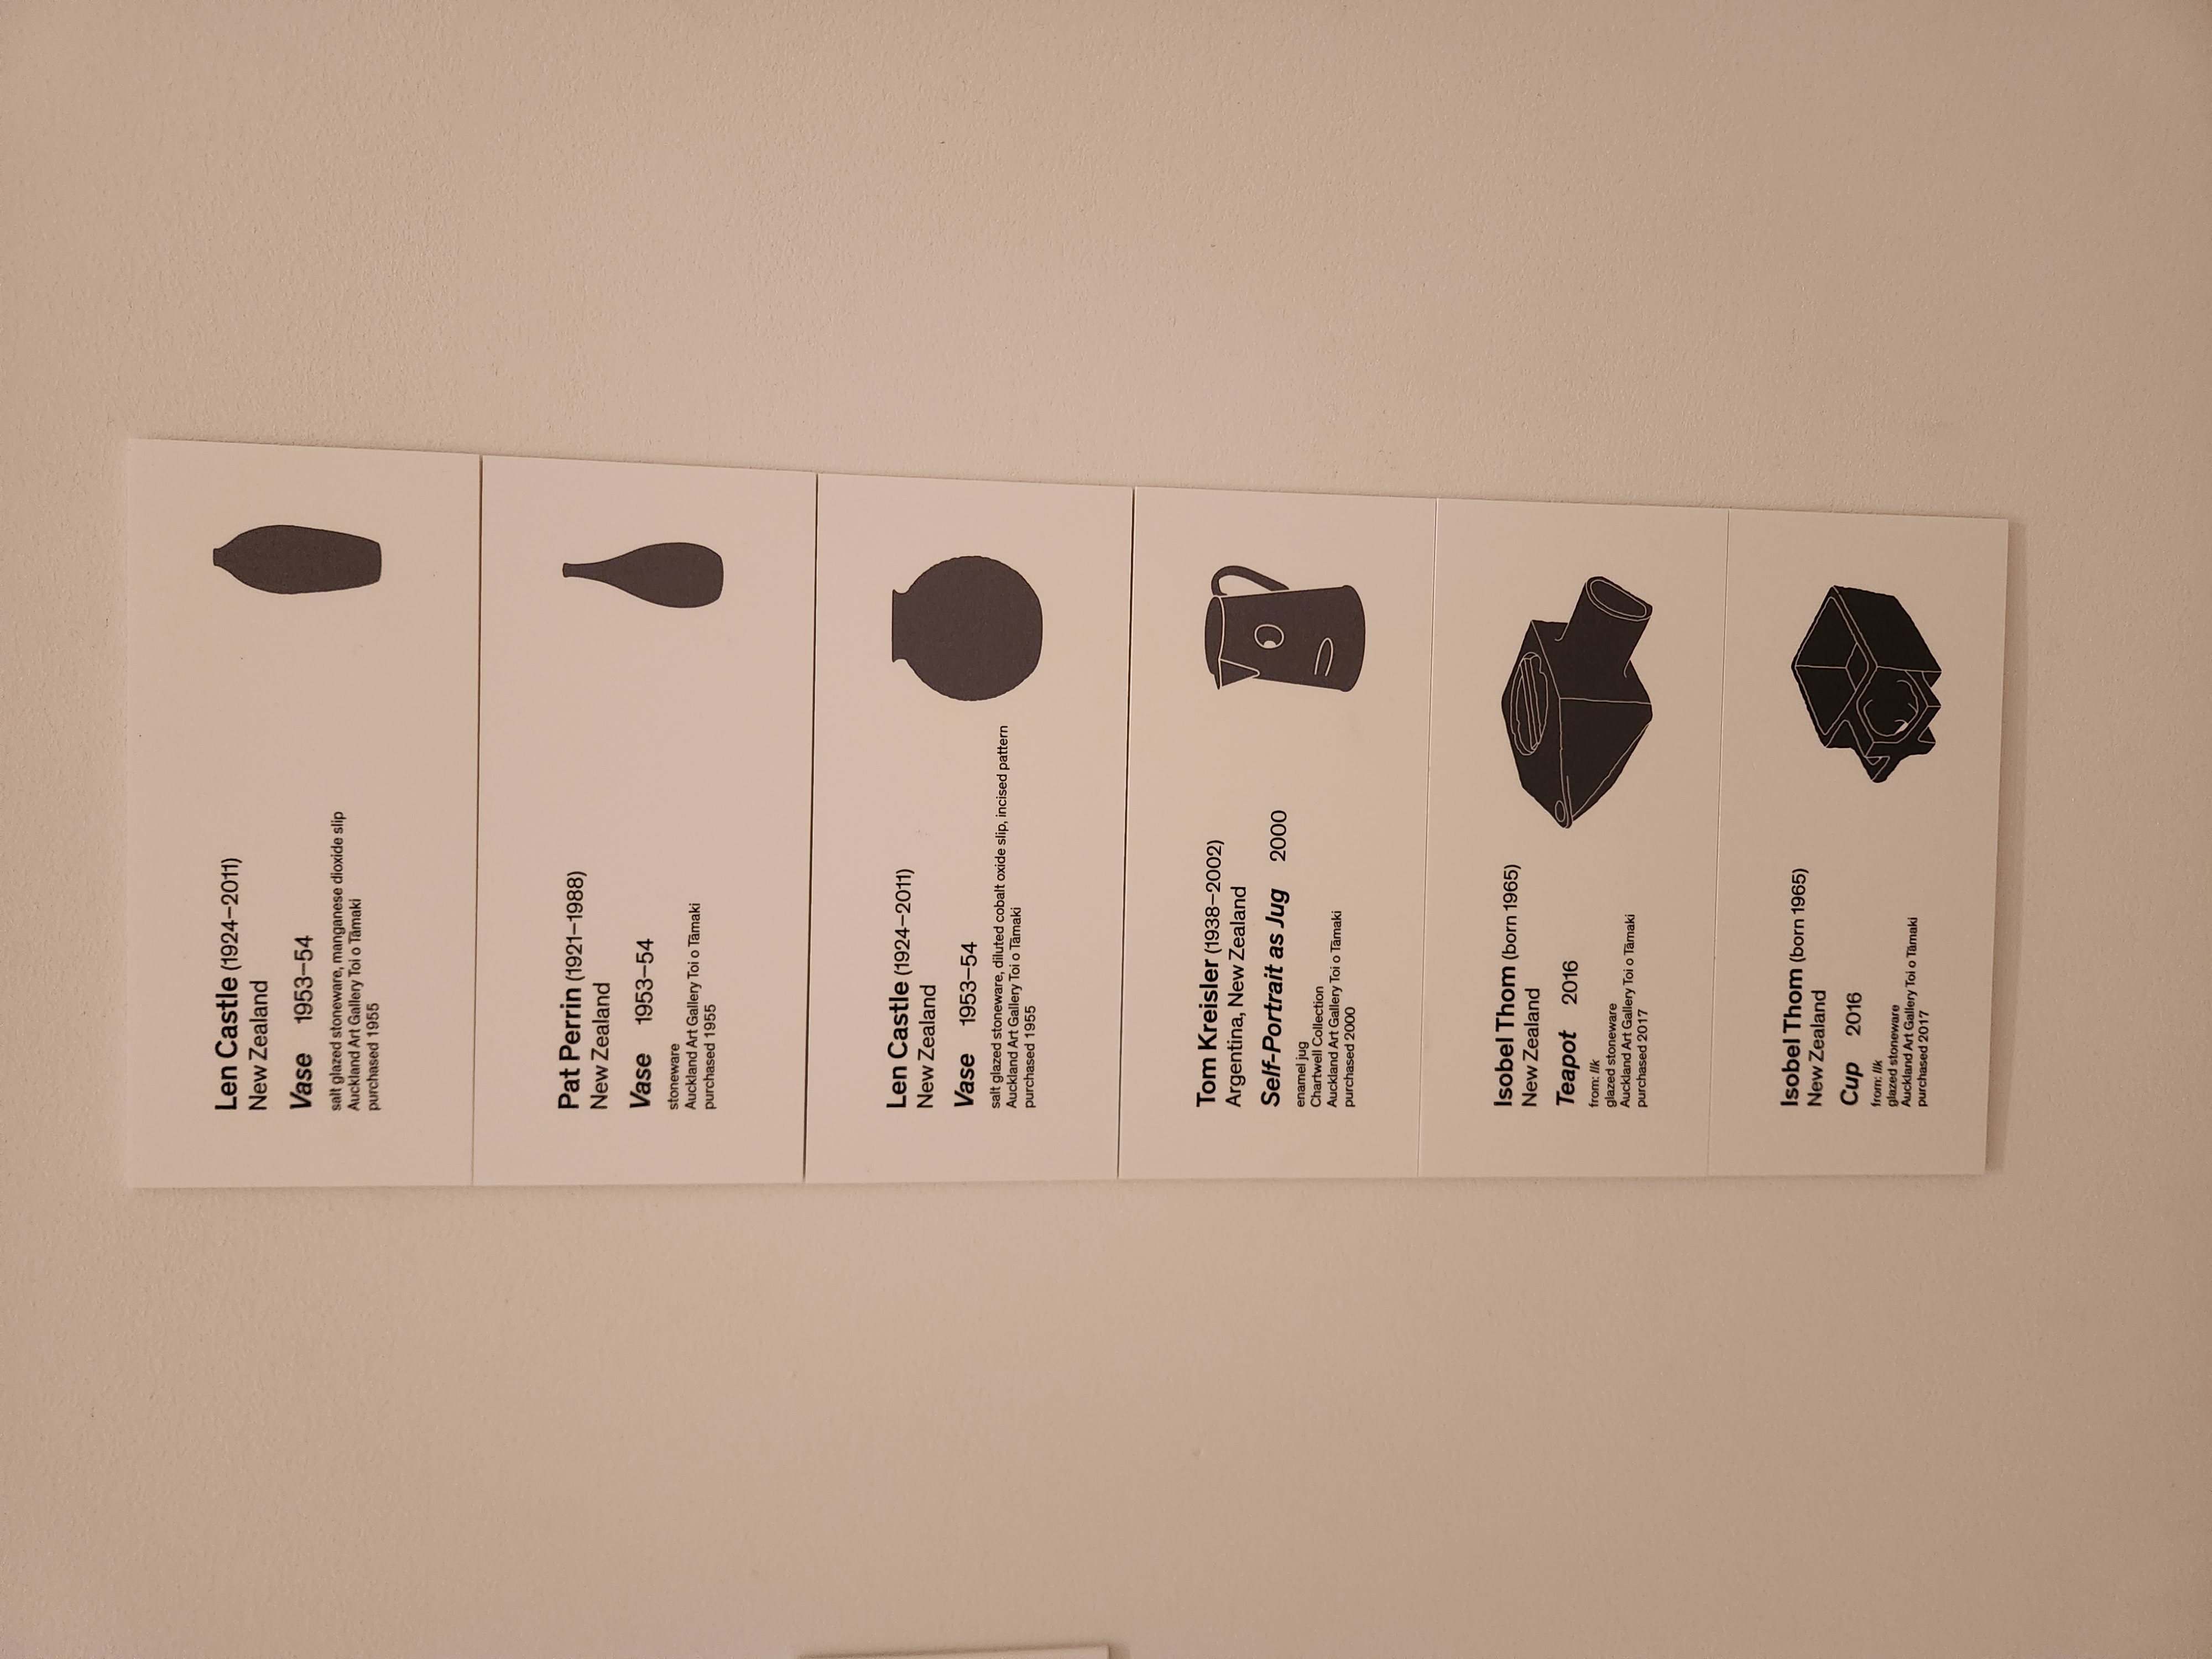 Len Castle (1924–2011)
New Zealand
Vase 1953–54
salt glazed stoneware, manganese dioxide slip
Auckland Art Gallery Toi o Tāmaki
purchased 1955
Pat Perrin (1921–1988)
New Zealand
Vase 1953–54
stoneware
Auckland Art Gallery Toi o Tāmaki
purchased 1955
Len Castle (1924–2011)
New Zealand
Vase 1953–54
salt glazed stoneware, diluted cobalt oxide slip, incised pattern
Auckland Art Gallery Toi o Tāmaki
purchased 1955
Tom Kreisler (1938–2002)
Argentina, New Zealand
Self-Portrait as Jug 2000
enamel jug
Chartwell Collection
Auckland Art Gallery Toi o Tāmaki
purchased 2000
Isobel Thom (born 1965)
New Zealand
Teapot 2016
from: Ilk
glazed stoneware
Auckland Art Gallery Toi o Tāmaki
purchased 2017
Isobel Thom (born 1965)
New Zealand
Cup 2016
from: Ilk
glazed stoneware
Auckland Art Gallery Toi o Tāmaki
purchased 2017